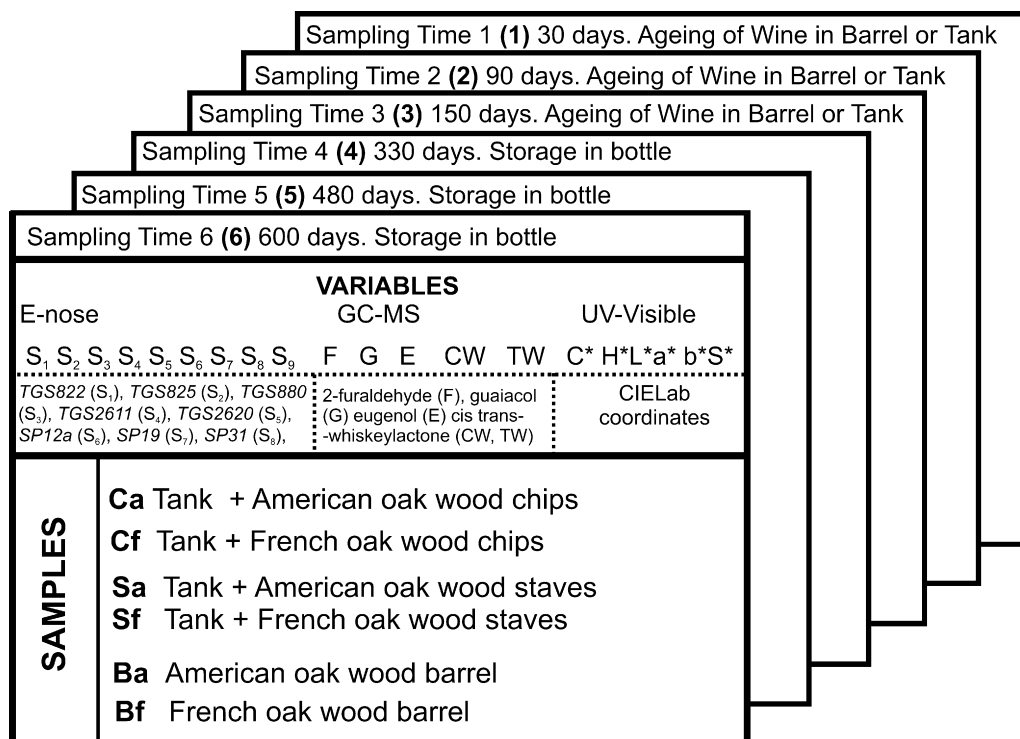 Sampling Time 1 (1) 30 days. Ageing of Wine in Barrel or Tank
Sampling Time 2 (2) 90 days. Ageing of Wine in Barrel or Tank
Sampling Time 3 (3) 150 days. Ageing of Wine in Barrel or Tank
Sampling Time 4 (4) 330 days. Storage in bottle
Sampling Time 5 (5) 480 days. Storage in bottle
Sampling Time 6 (6) 600 days. Storage in bottle
VARIABLES
E-nose GC-MS UV-Visible
S₁ S₂ S₃ S₄ S₅ S₆ S₇ S₈ S₉ F G E CW TW C* H*L*a* b*S*
TGS822 (S₁), TGS825 (S₂), TGS880
(S₃), TGS2611 (S₄), TGS2620 (S₅),
SP12a (S₆), SP19 (S₇), SP31 (S₈),
2-furaldehyde (F), guaiacol
(G) eugenol (E) cis trans-
-whiskeylactone (CW, TW)
CIELab
coordinates
SAMPLES
Ca Tank + American oak wood chips
Cf Tank + French oak wood chips
Sa Tank + American oak wood staves
Sf Tank + French oak wood staves
Ba American oak wood barrel
Bf French oak wood barrel